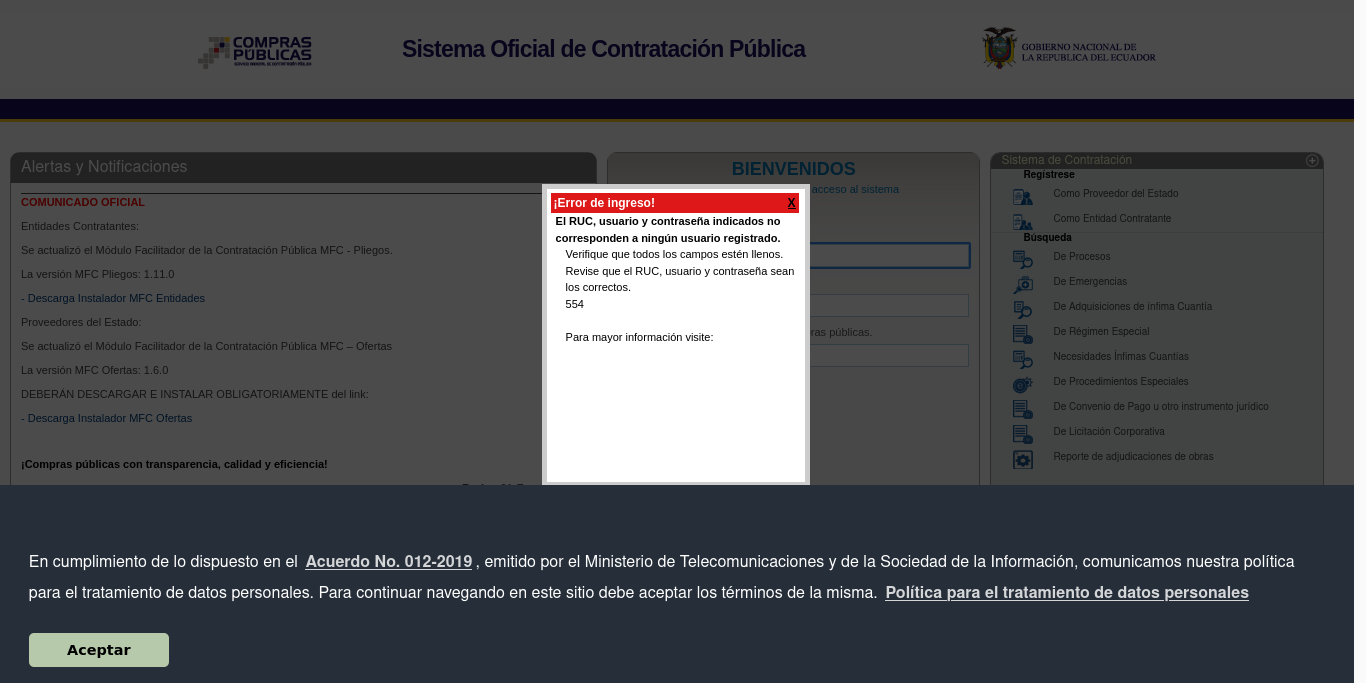 COMPRAS
PÚBLICAS
Sistema Oficial de Contratación Pública
GOBIERNO NACIONAL DE
LA REPUBLICA DEL ECUADOR
Alertas y Notificaciones
COMUNICADO OFICIAL
Entidades Contratantes:
Se actualizó el Módulo Facilitador de la Contratación Pública MFC - Pliegos.
La versión MFC Pliegos: 1.11.0
- Descarga Instalador MFC Entidades
Proveedores del Estado:
Se actualizó el Módulo Facilitador de la Contratación Pública MFC – Ofertas
La versión MFC Ofertas: 1.6.0
DEBERÁN DESCARGAR E INSTALAR OBLIGATORIAMENTE del link:
- Descarga Instalador MFC Ofertas
¡Compras públicas con transparencia, calidad y eficiencia!
BIENVENIDOS
acceso al sistema
públicas.
¡Error de ingreso!
X
El RUC, usuario y contraseña indicados no
corresponden a ningún usuario registrado.
Verifique que todos los campos estén llenos.
Revise que el RUC, usuario y contraseña sean
los correctos.
554
Para mayor información visite:
Sistema de Contratación
Regístrese
Como Proveedor del Estado
Como Entidad Contratante
Búsqueda
De Procesos
De Emergencias
De Adquisiciones de ínfima Cuantía
De Régimen Especial
Necesidades Ínfimas Cuantías
De Procedimientos Especiales
De Convenio de Pago u otro instrumento jurídico
De Licitación Corporativa
Reporte de adjudicaciones de obras
En cumplimiento de lo dispuesto en el Acuerdo No. 012-2019 , emitido por el Ministerio de Telecomunicaciones y de la Sociedad de la Información, comunicamos nuestra política
para el tratamiento de datos personales. Para continuar navegando en este sitio debe aceptar los términos de la misma. Política para el tratamiento de datos personales
Aceptar